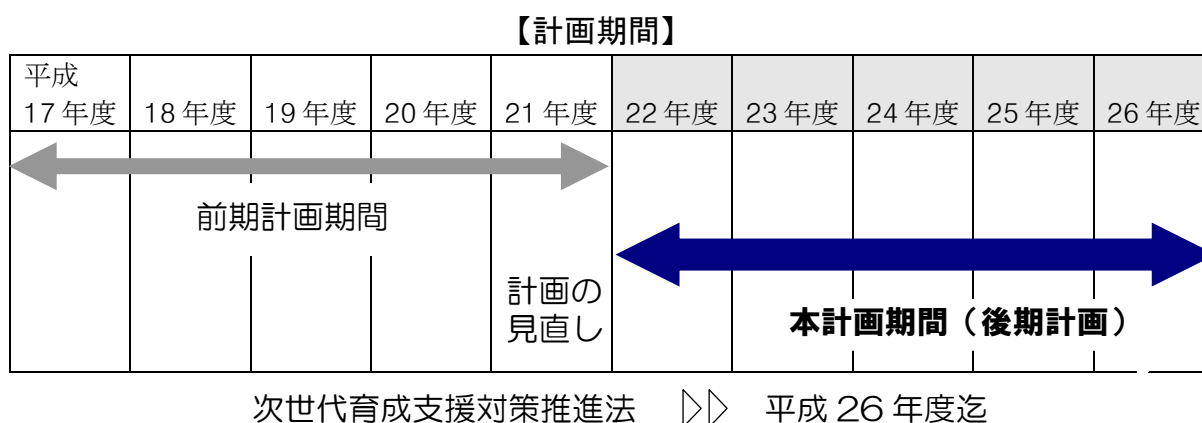 【計画期間】
平成
17年度 18年度 19年度 20年度 21年度 22年度 23年度 24年度 25年度 26年度
前期計画期間
計画の
見直し
本計画期間(後期計画)
次世代育成支援対策推進法 ▷▷ 平成26年度迄